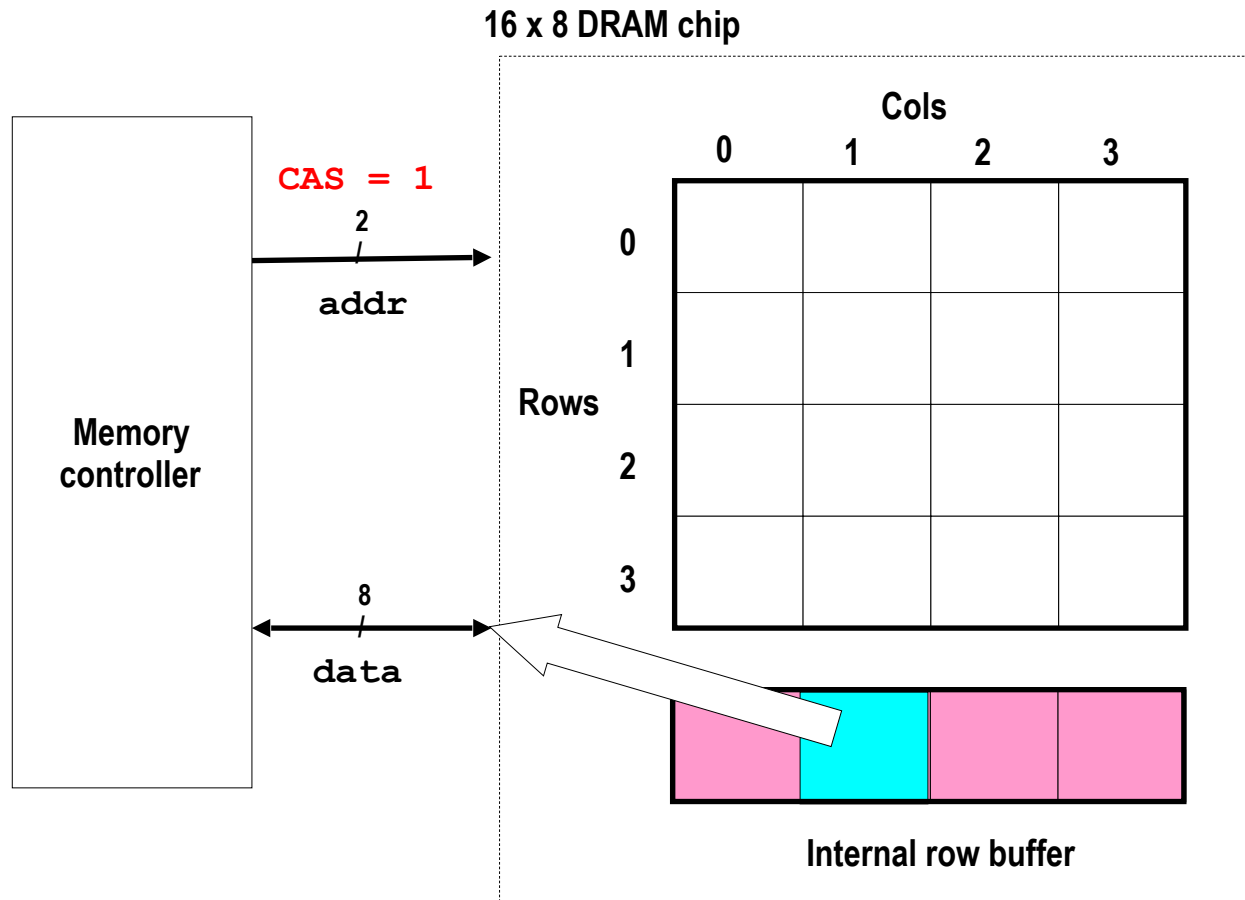 16 x 8 DRAM chip
Cols
0 1 2 3
CAS = 1
2
addr
0
1
Rows
2
3
Memory
controller
8
data
Internal row buffer